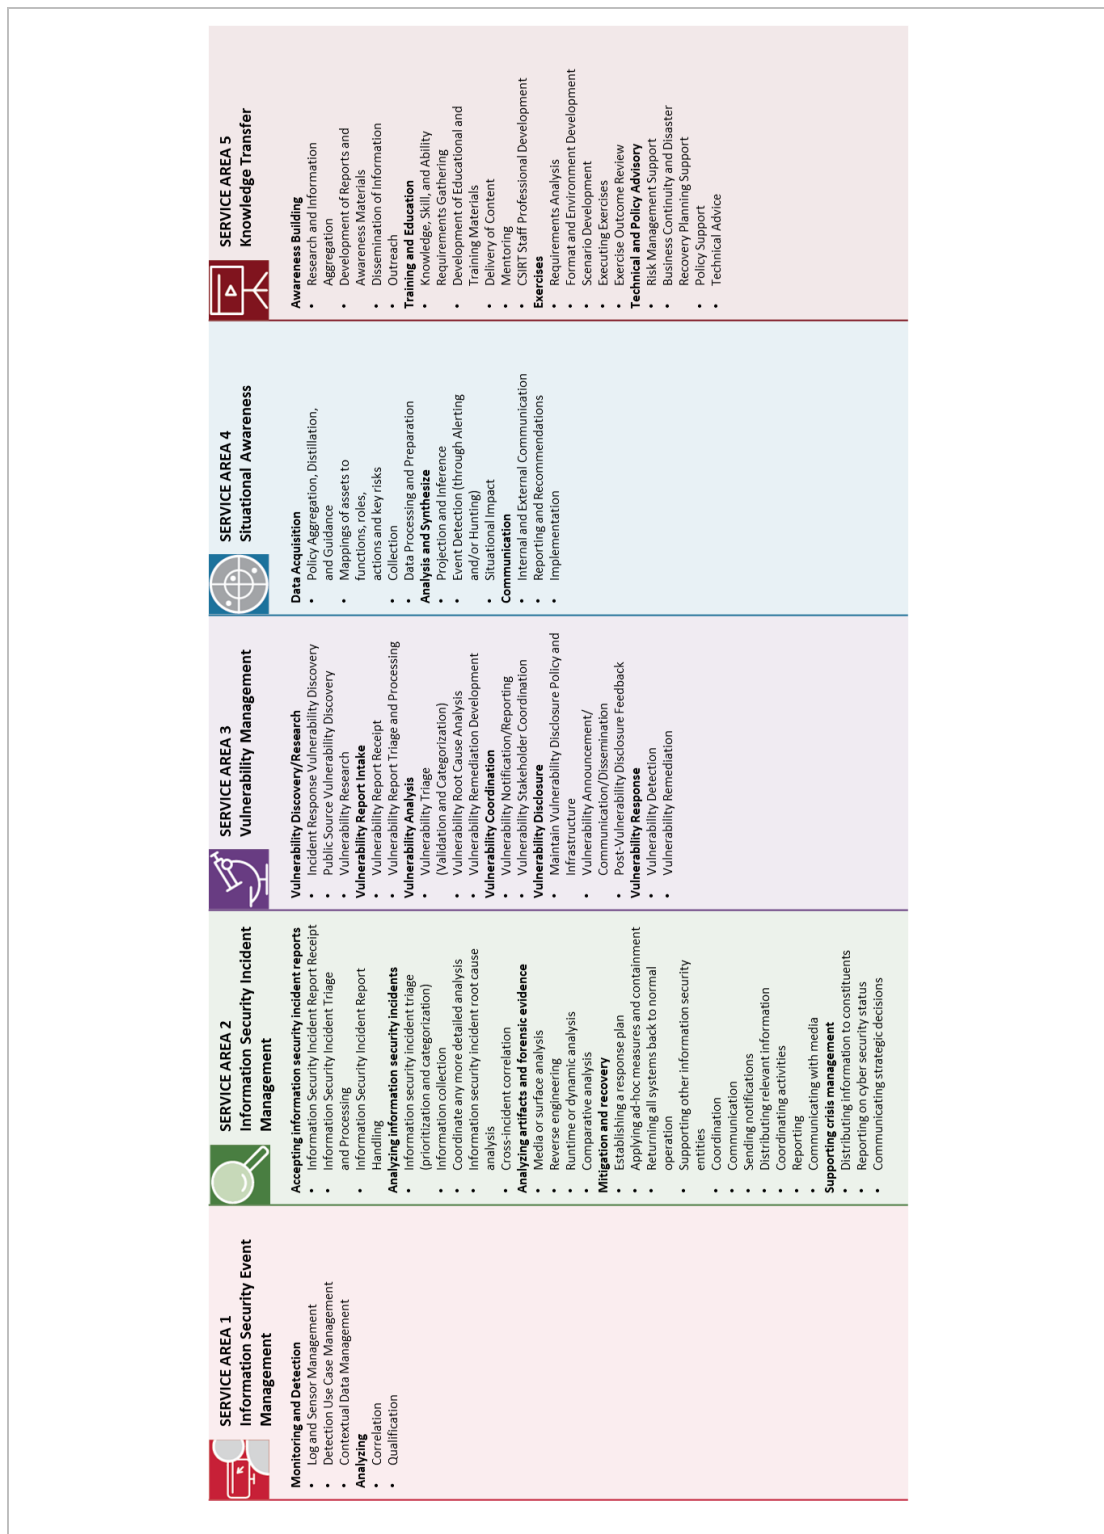 SERVICE AREA 1
Information Security Event
Management
Monitoring and Detection
• Log and Sensor Management
• Detection Use Case Management
• Contextual Data Management
Analyzing
• Correlation
• Qualification
SERVICE AREA 2
Information Security Incident
Management
Accepting information security incident reports
• Information Security Incident Report Receipt
• Information Security Incident Triage
and Processing
• Information Security Incident Report
Handling
Analyzing information security incidents
• Information security incident triage
(prioritization and categorization)
• Information collection
• Coordinate any more detailed analysis
• Information security incident root cause
analysis
• Cross-incident correlation
Analyzing artifacts and forensic evidence
• Media or surface analysis
• Reverse engineering
• Runtime or dynamic analysis
• Comparative analysis
Mitigation and recovery
• Establishing a response plan
• Applying ad-hoc measures and containment
• Returning all systems back to normal
operation
• Supporting other information security
entities
• Coordination
• Communication
• Sending notifications
• Distributing relevant information
• Coordinating activities
• Reporting
• Communicating with media
Supporting crisis management
• Distributing information to constituents
• Reporting on cyber security status
• Communicating strategic decisions
SERVICE AREA 3
Vulnerability Management
Vulnerability Discovery/Research
• Incident Response Vulnerability Discovery
• Public Source Vulnerability Discovery
• Vulnerability Research
Vulnerability Report Intake
• Vulnerability Report Receipt
• Vulnerability Report Triage and Processing
Vulnerability Analysis
• Vulnerability Triage
(Validation and Categorization)
• Vulnerability Root Cause Analysis
• Vulnerability Remediation Development
Vulnerability Coordination
• Vulnerability Notification/Reporting
• Vulnerability Stakeholder Coordination
Vulnerability Disclosure
• Maintain Vulnerability Disclosure Policy and
Infrastructure
• Vulnerability Announcement/
Communication/Dissemination
• Post-Vulnerability Disclosure Feedback
Vulnerability Response
• Vulnerability Detection
• Vulnerability Remediation
SERVICE AREA 4
Situational Awareness
Data Acquisition
• Policy Aggregation, Distillation,
and Guidance
• Mappings of assets to
functions, roles,
actions and key risks
• Collection
• Data Processing and Preparation
Analysis and Synthesize
• Projection and Inference
• Event Detection (through Alerting
and/or Hunting)
• Situational Impact
Communication
• Internal and External Communication
• Reporting and Recommendations
• Implementation
SERVICE AREA 5
Knowledge Transfer
Awareness Building
• Research and Information
Aggregation
• Development of Reports and
Awareness Materials
• Dissemination of Information
• Outreach
Training and Education
• Knowledge, Skill, and Ability
Requirements Gathering
• Development of Educational and
Training Materials
• Delivery of Content
• Mentoring
• CSIRT Staff Professional Development
Exercises
• Requirements Analysis
• Format and Environment Development
• Scenario Development
• Executing Exercises
• Exercise Outcome Review
Technical and Policy Advisory
• Risk Management Support
• Business Continuity and Disaster
Recovery Planning Support
• Policy Support
• Technical Advice